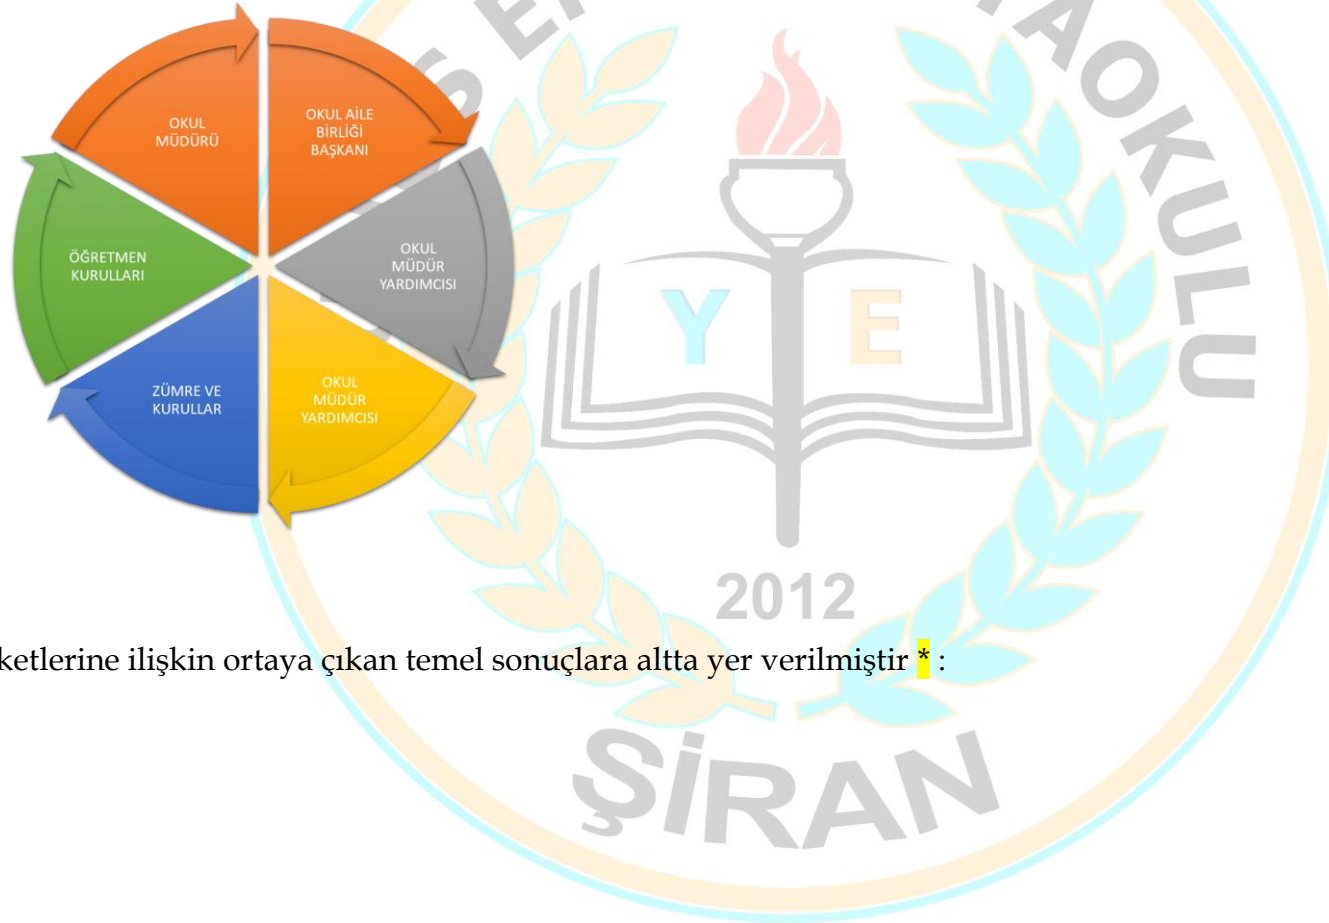 OKUL
MÜDÜRÜ
OKUL AİLE
BİRLİĞİ
BAŞKANI
OKUL
MÜDÜR
YARDIMCISI
OKUL
MÜDÜR
YARDIMCISI
ZÜMRE VE
KURULLAR
ÖĞRETMEN
KURULLARI
Y E
2012
ketlerine ilişkin ortaya çıkan temel sonuçlara altta yer verilmiştir * :
ŞİRAN